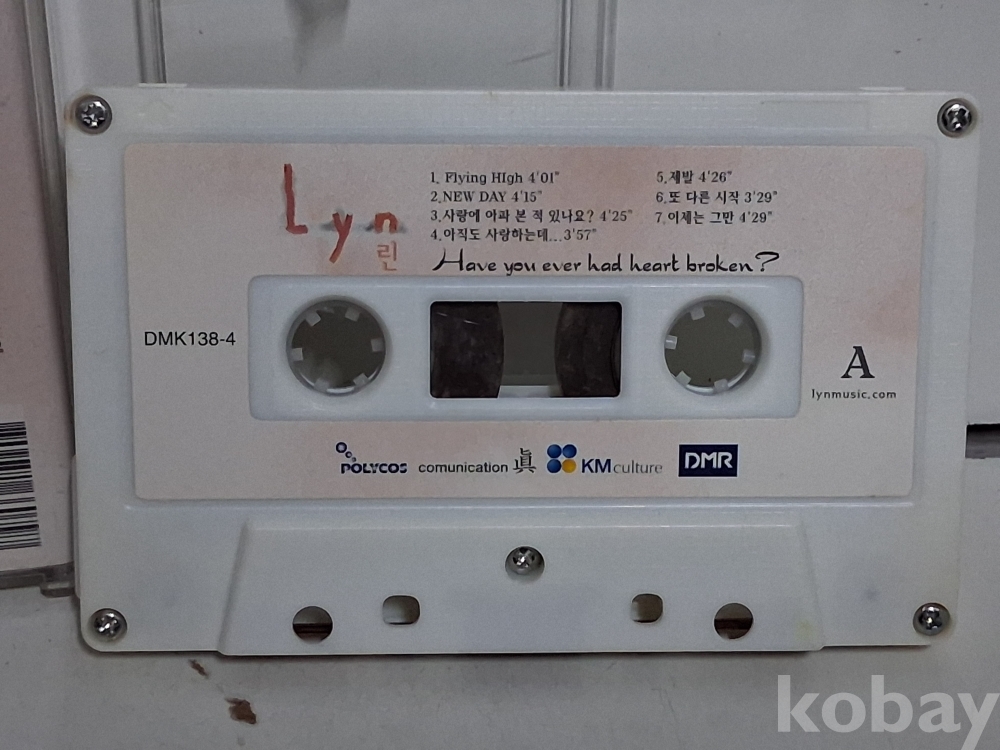 Lyn
린
1. Flying HIgh 4'01"
2. NEW DAY 4'15"
3. 사랑에 아파 본 적 있나요? 4'25"
4. 아직도 사랑하는데... 3'57"
5. 제발 4'26"
6. 또 다른 시작 3'29"
7. 이제는 그만 4'29"
Have you ever had heart broken?
DMK138-4
A
lynmusic.com
POLYCOS comunication 眞 KM culture DMR
kobay